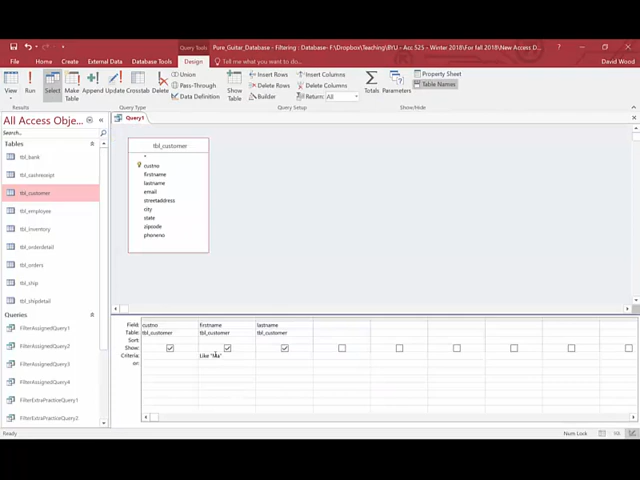 Query Tools
Pure_Guitar_Database - Filtering : Database- F:\Dropbox\Teaching\BYU - Acc 525 - Winter 2018\For fall 2018\New Access D...
File
Home
Create
External Data
Database Tools
Design
Tell me what you want to do...
David Wood
View
Run
Select
Make Table
Append
Update
Crosstab
Delete
Union
Pass-Through
Data Definition
Show Table
Insert Rows
Delete Rows
Builder
Insert Columns
Delete Columns
Return: All
Totals
Parameters
Property Sheet
Table Names
Results
Query Type
Query Setup
Show/Hide
All Access Obje...
Search...
Tables
tbl_bank
tbl_cashreceipt
tbl_customer
tbl_employee
tbl_inventory
tbl_orderdetail
tbl_orders
tbl_ship
tbl_shipdetail
Queries
FilterAssignedQuery1
FilterAssignedQuery2
FilterAssignedQuery3
FilterAssignedQuery4
FilterExtraPracticeQuery1
FilterExtraPracticeQuery2
Query1
tbl_customer
*
custno
firstname
lastname
email
streetaddress
city
state
zipcode
phoneno
Field: custno firstname lastname
Table: tbl_customer tbl_customer tbl_customer
Sort:
Show:
Criteria: Like
or:
Ready
Num Lock